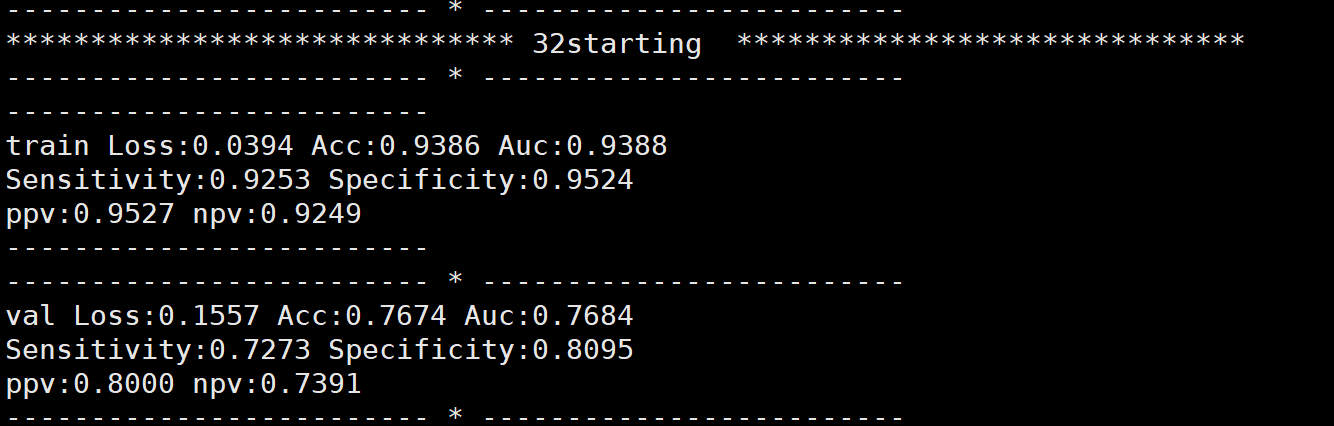 ------------------------- * -------------------------
****************************** 32starting  ******************************
------------------------- * -------------------------
-------------------------
train Loss:0.0394 Acc:0.9386 Auc:0.9388
Sensitivity:0.9253 Specificity:0.9524
ppv:0.9527 npv:0.9249
-------------------------
------------------------- * -------------------------
val Loss:0.1557 Acc:0.7674 Auc:0.7684
Sensitivity:0.7273 Specificity:0.8095
ppv:0.8000 npv:0.7391
------------------------- * -------------------------